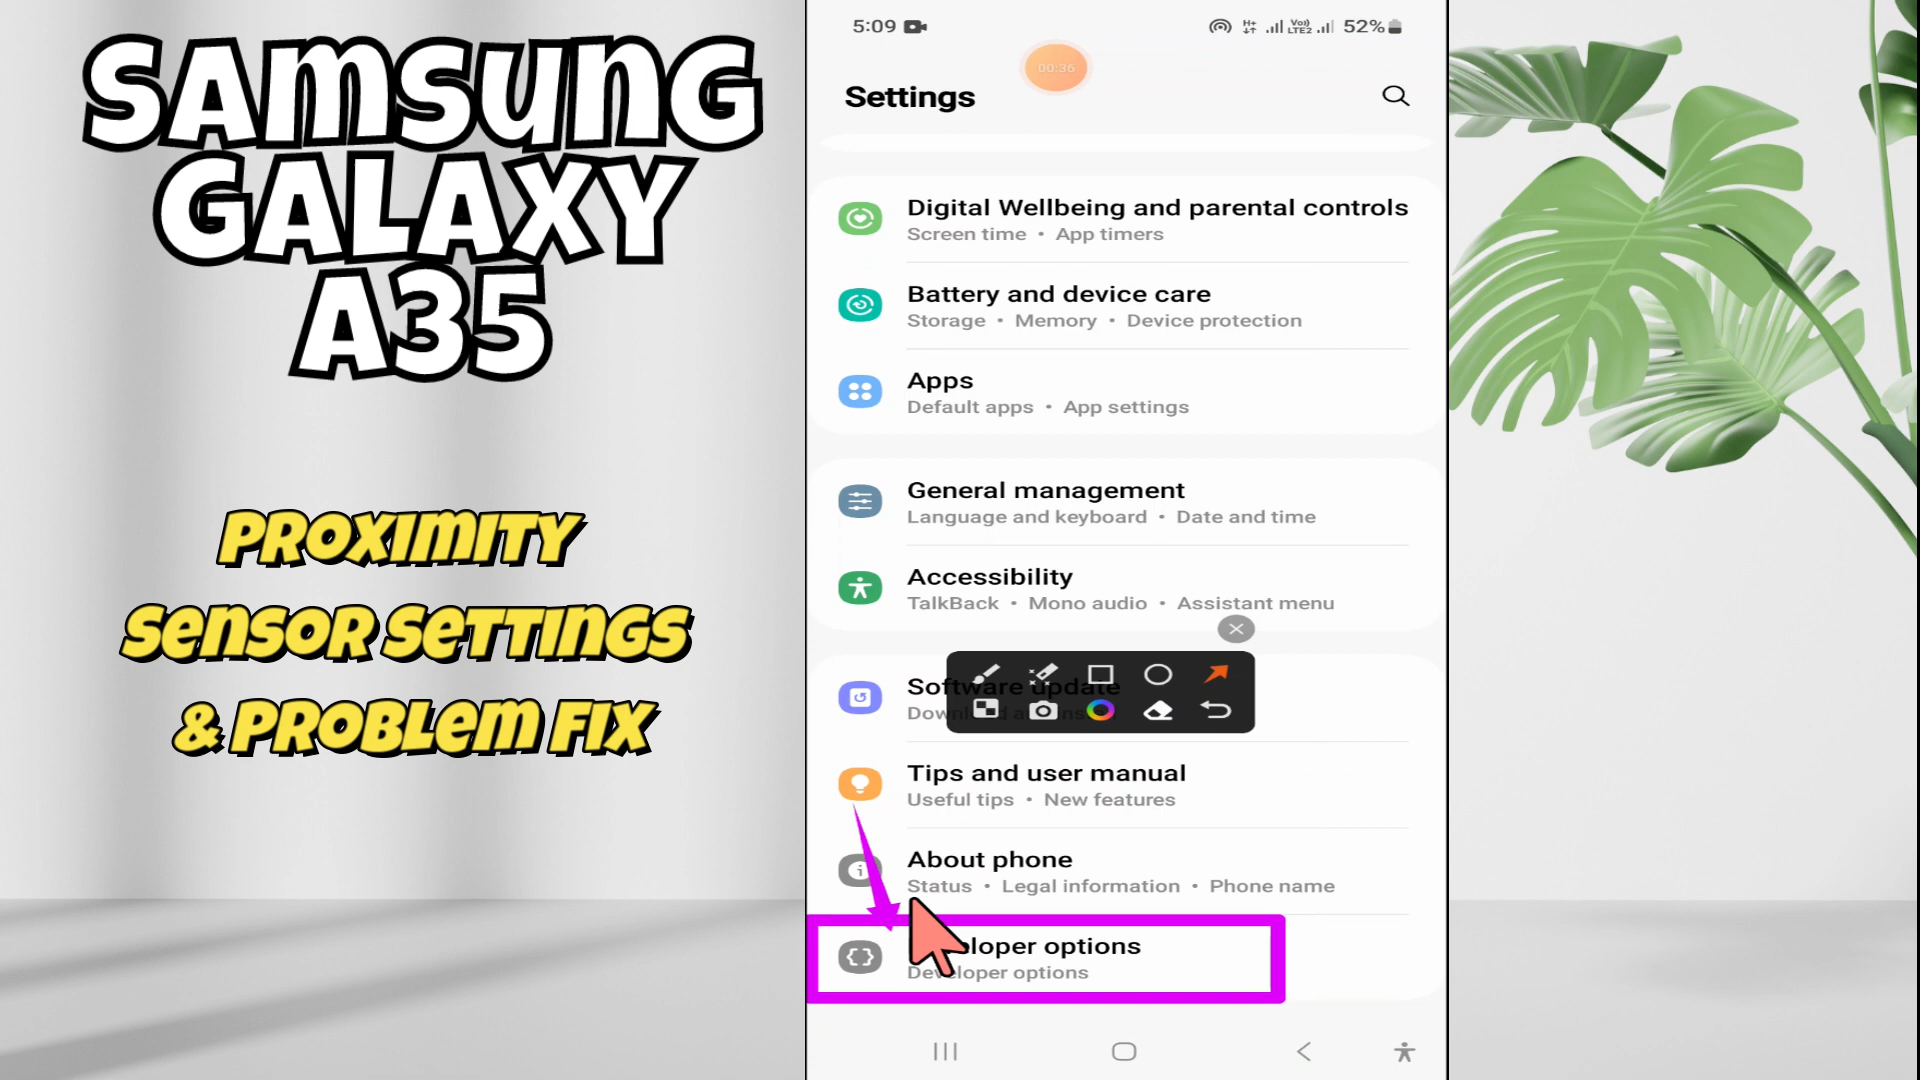 SAMSUNG
GALAXY
A35
PROXIMITY
SENSOR SETTINGS
& PROBLEM FIX
5:09
H+
Vo))
LTE2
52%
00:36
Settings
Digital Wellbeing and parental controls
Screen time • App timers
Battery and device care
Storage • Memory • Device protection
Apps
Default apps • App settings
General management
Language and keyboard • Date and time
Accessibility
TalkBack • Mono audio • Assistant menu
Software update
Tips and user manual
Useful tips • New features
About phone
Status • Legal information • Phone name
loper options
Developer options